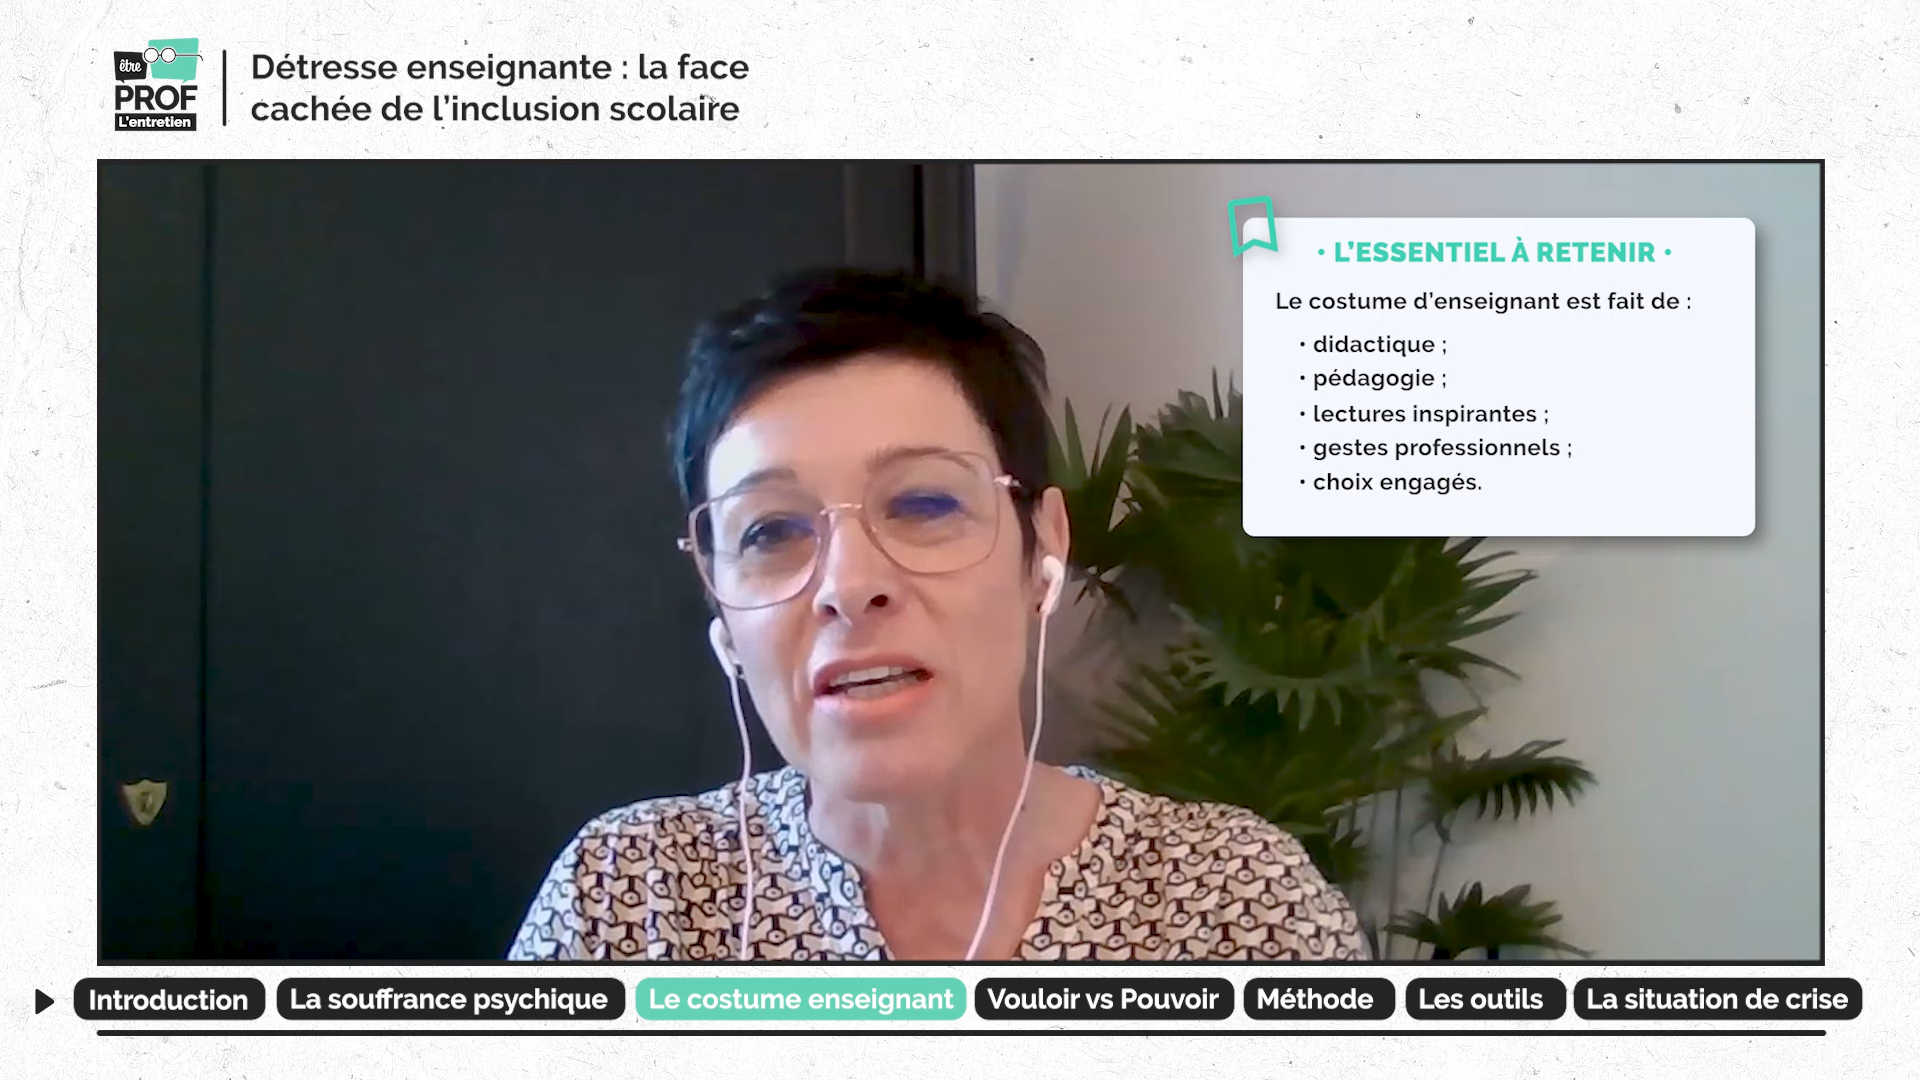 être
PROF
L'entretien
Détresse enseignante : la face
cachée de l'inclusion scolaire
• L'ESSENTIEL À RETENIR •
Le costume d'enseignant est fait de :
• didactique ;
• pédagogie ;
• lectures inspirantes ;
• gestes professionnels ;
• choix engagés.
Introduction
La souffrance psychique
Le costume enseignant
Vouloir vs Pouvoir
Méthode
Les outils
La situation de crise